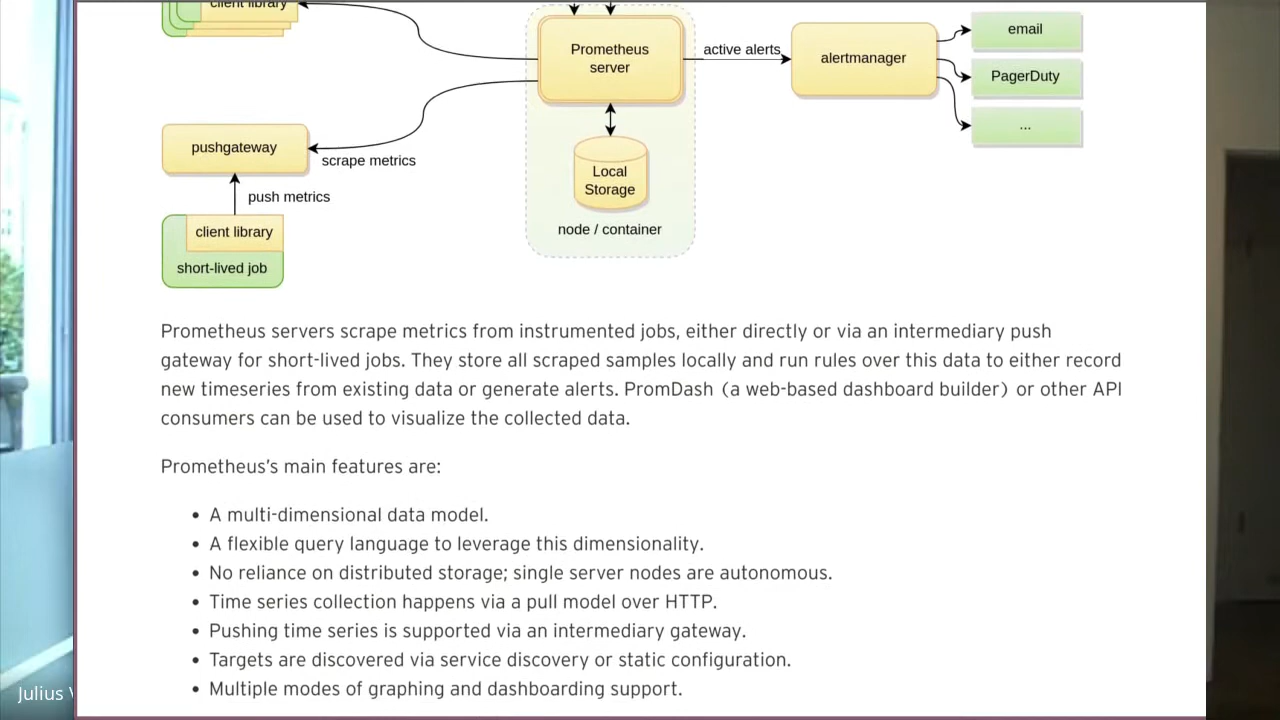 client library
Prometheus
server
active alerts
alertmanager
email
PagerDuty
...
pushgateway
scrape metrics
Local
Storage
push metrics
node / container
client library
short-lived job
Prometheus servers scrape metrics from instrumented jobs, either directly or via an intermediary push
gateway for short-lived jobs. They store all scraped samples locally and run rules over this data to either record
new timeseries from existing data or generate alerts. PromDash (a web-based dashboard builder) or other API
consumers can be used to visualize the collected data.
Prometheus’s main features are:
• A multi-dimensional data model.
• A flexible query language to leverage this dimensionality.
• No reliance on distributed storage; single server nodes are autonomous.
• Time series collection happens via a pull model over HTTP.
• Pushing time series is supported via an intermediary gateway.
• Targets are discovered via service discovery or static configuration.
• Multiple modes of graphing and dashboarding support.
Julius